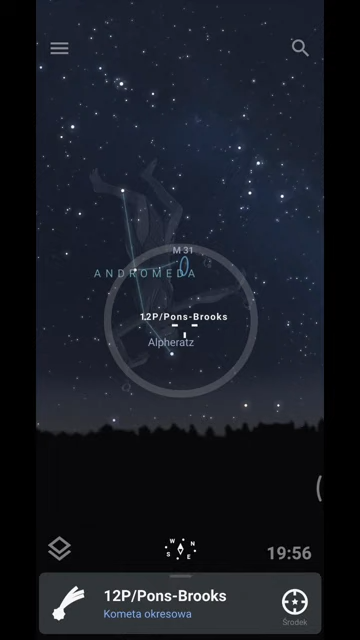 M 31
ANDROMEDA
12P/Pons-Brooks
Alpheratz
W
N
S
E
19:56
12P/Pons-Brooks
Kometa okresowa
Środek